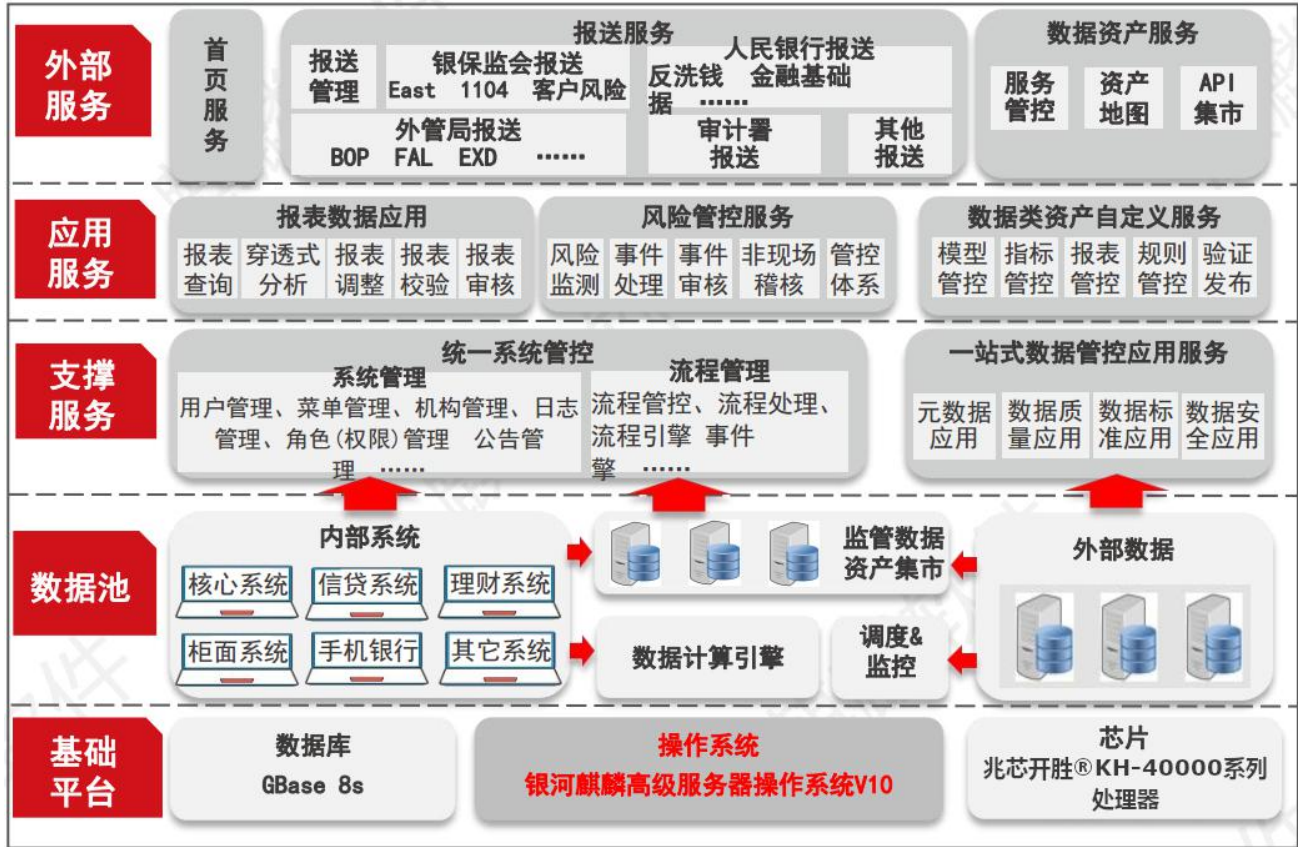 外部
服务
首
页
服
务
报送服务
报送
管理
银保监会报送
East 1104 客户风险
人民银行报送
反洗钱 金融基础
据 ……
外管局报送
BOP FAL EXD ……
审计署
报送
其他
报送
数据资产服务
服务
管控
资产
地图
API
集市
应用
服务
报表数据应用
报表
查询
穿透式
分析
报表
调整
报表
校验
报表
审核
风险管控服务
风险
监测
事件
处理
事件
审核
非现场
稽核
管控
体系
数据类资产自定义服务
模型
管控
指标
管控
报表
管控
规则
管控
验证
发布
支撑
服务
统一系统管控
系统管理
用户管理、菜单管理、机构管理、日志
管理、角色(权限)管理 公告管
理 ……
流程管理
流程管控、流程处理、
流程引擎 事件
擎 ……
一站式数据管控应用服务
元数据
应用
数据质
量应用
数据标
准应用
数据安
全应用
数据池
内部系统
核心系统
信贷系统
理财系统
柜面系统
手机银行
其它系统
监管数据
资产集市
数据计算引擎
调度&
监控
外部数据
基础
平台
数据库
GBase 8s
操作系统
银河麒麟高级服务器操作系统V10
芯片
兆芯开胜®KH-40000系列
处理器